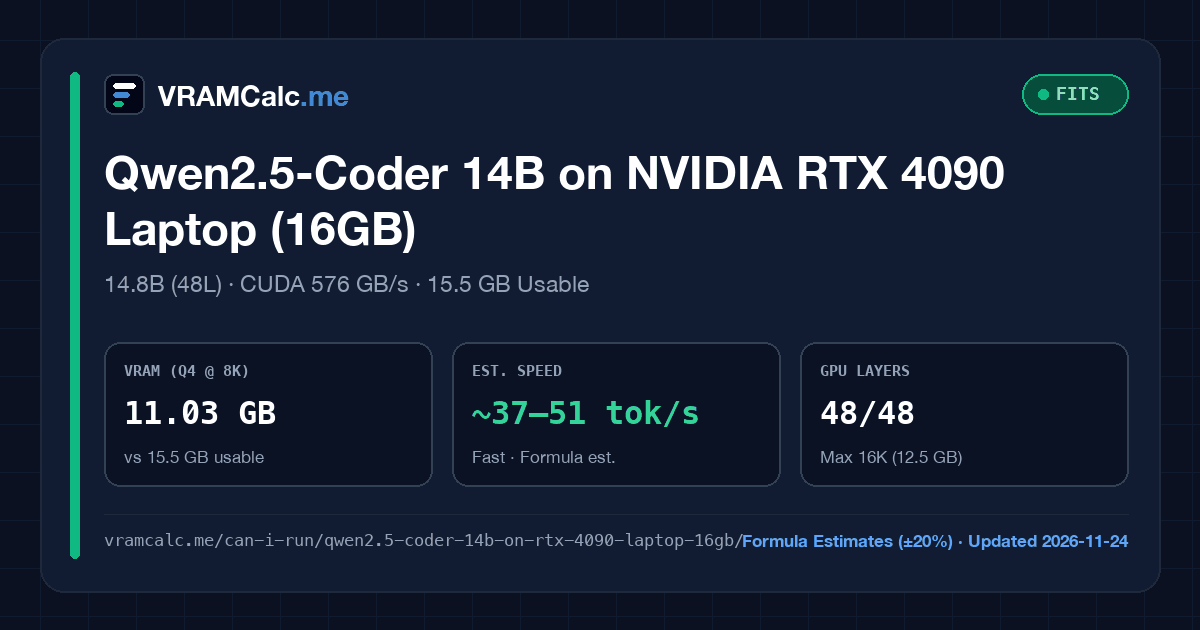 VRAMCalc.me
FITS
Qwen2.5-Coder 14B on NVIDIA RTX 4090
Laptop (16GB)
14.8B (48L) · CUDA 576 GB/s · 15.5 GB Usable
VRAM (Q4 @ 8K)
11.03 GB
vs 15.5 GB usable
EST. SPEED
~37–51 tok/s
Fast · Formula est.
GPU LAYERS
48/48
Max 16K (12.5 GB)
vramcalc.me/can-i-run/qwen2.5-coder-14b-on-rtx-4090-laptop-16gb/
Formula Estimates (±20%) · Updated 2026-11-24